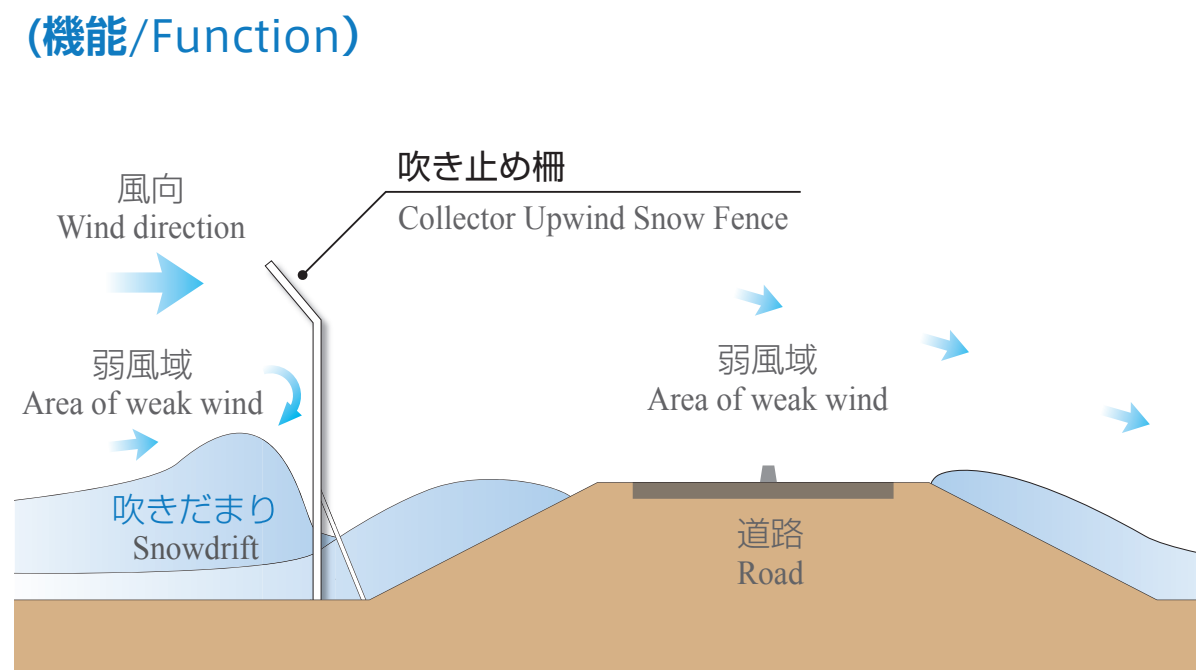 (機能/Function)
吹き止め柵
Collector Upwind Snow Fence
風向
Wind direction
弱風域
Area of weak wind
弱風域
Area of weak wind
吹きだまり
Snowdrift
道路
Road